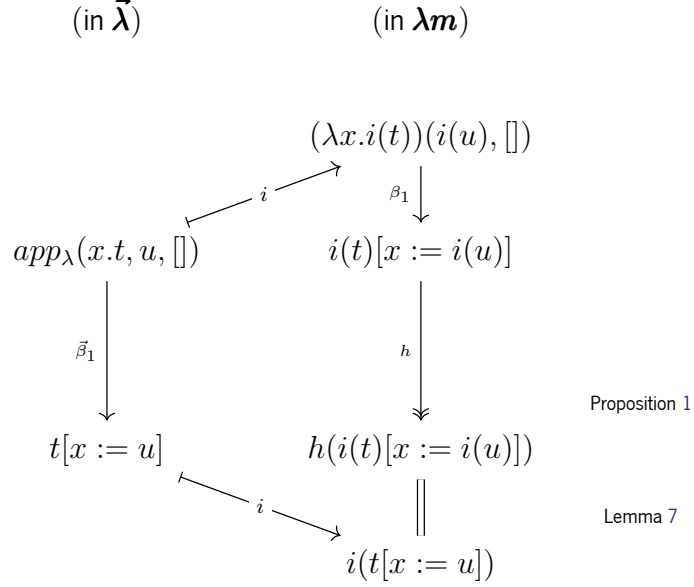 (in λ⃗) (in λm)
(λx.i(t))(i(u), [])
i β₁
app_λ(x.t, u, []) i(t)[x := i(u)]
β⃗₁ h
Proposition 1
t[x := u] h(i(t)[x := i(u)])
i Lemma 7
i(t[x := u])